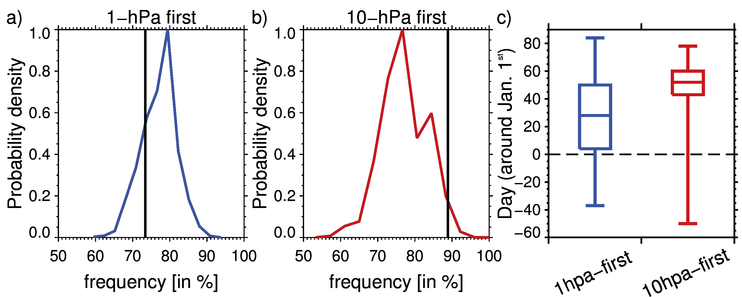 a) 1-hPa first
Probability density
1.0
0.8
0.6
0.4
0.2
0.0
50 60 70 80 90 100
frequency [in %]
b) 10-hPa first
Probability density
1.0
0.8
0.6
0.4
0.2
0.0
50 60 70 80 90 100
frequency [in %]
c)
Day (around Jan. 1st)
80
60
40
20
0
-20
-40
-60
1hpa-first 10hpa-first